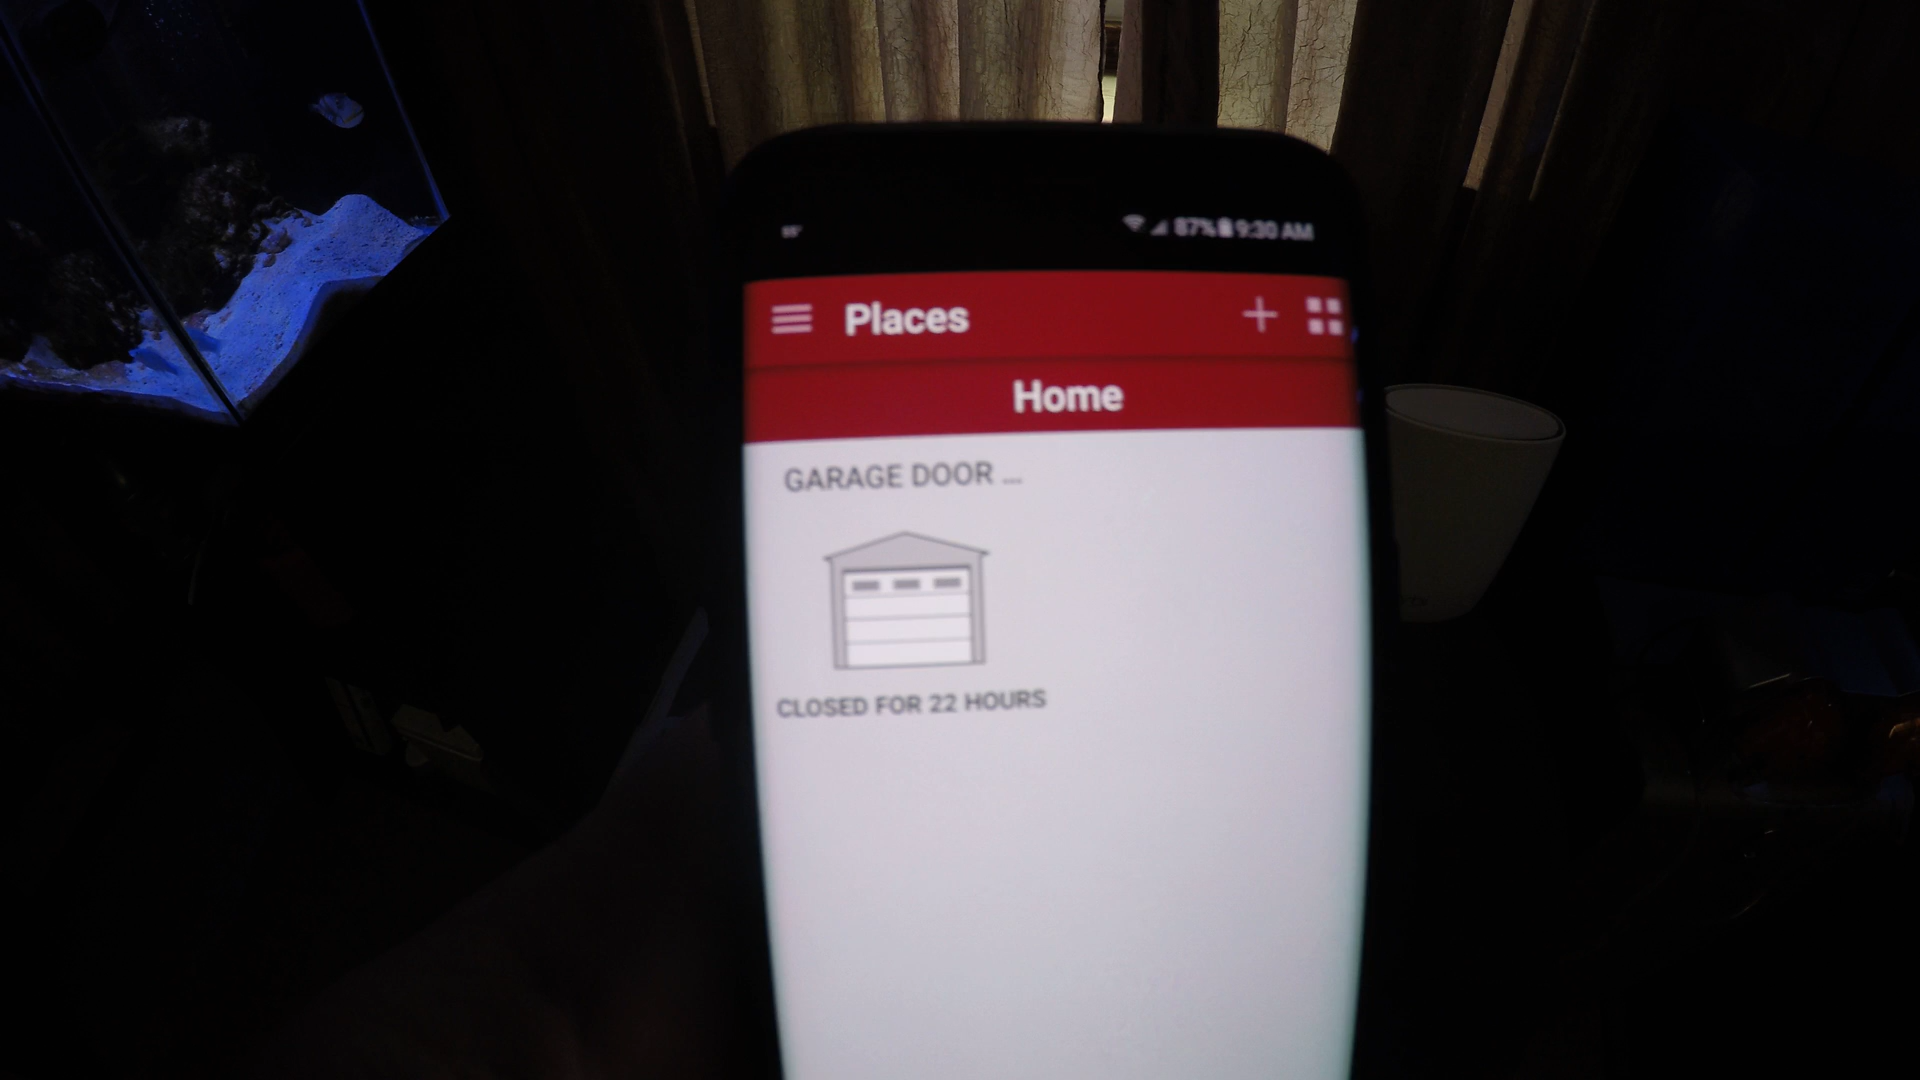 87% 9:30 AM
Places
Home
GARAGE DOOR ...
CLOSED FOR 22 HOURS